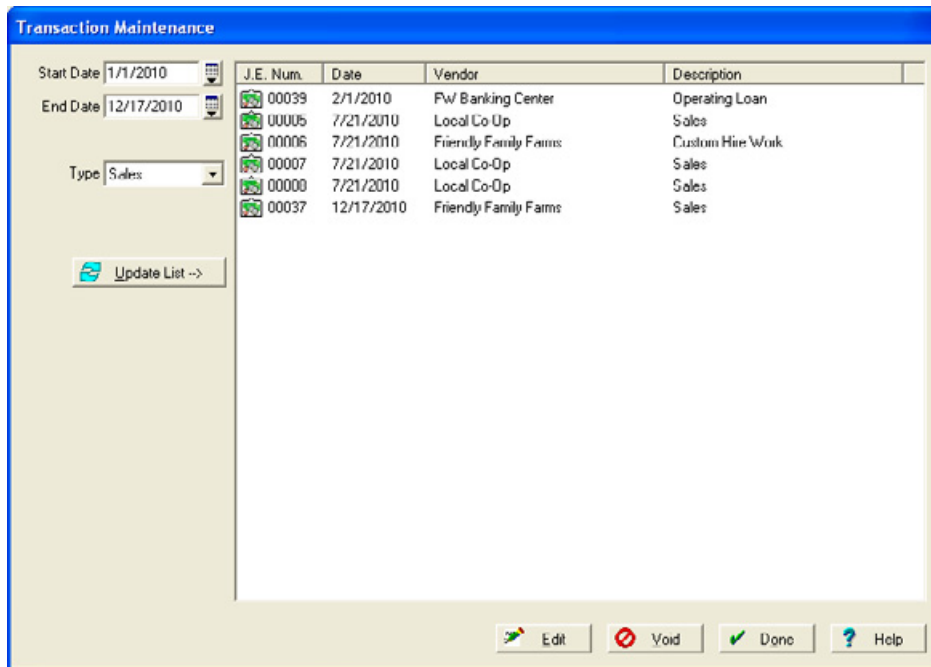 Transaction Maintenance
Start Date 1/1/2010
End Date 12/17/2010
Type Sales
Update List -->
J.E. Num. Date Vendor Description
00039 2/1/2010 FW Banking Center Operating Loan
00005 7/21/2010 Local Co-Op Sales
00006 7/21/2010 Friendly Family Farms Custom Hire Work
00007 7/21/2010 Local Co-Op Sales
00008 7/21/2010 Local Co-Op Sales
00037 12/17/2010 Friendly Family Farms Sales
Edit Void Done Help